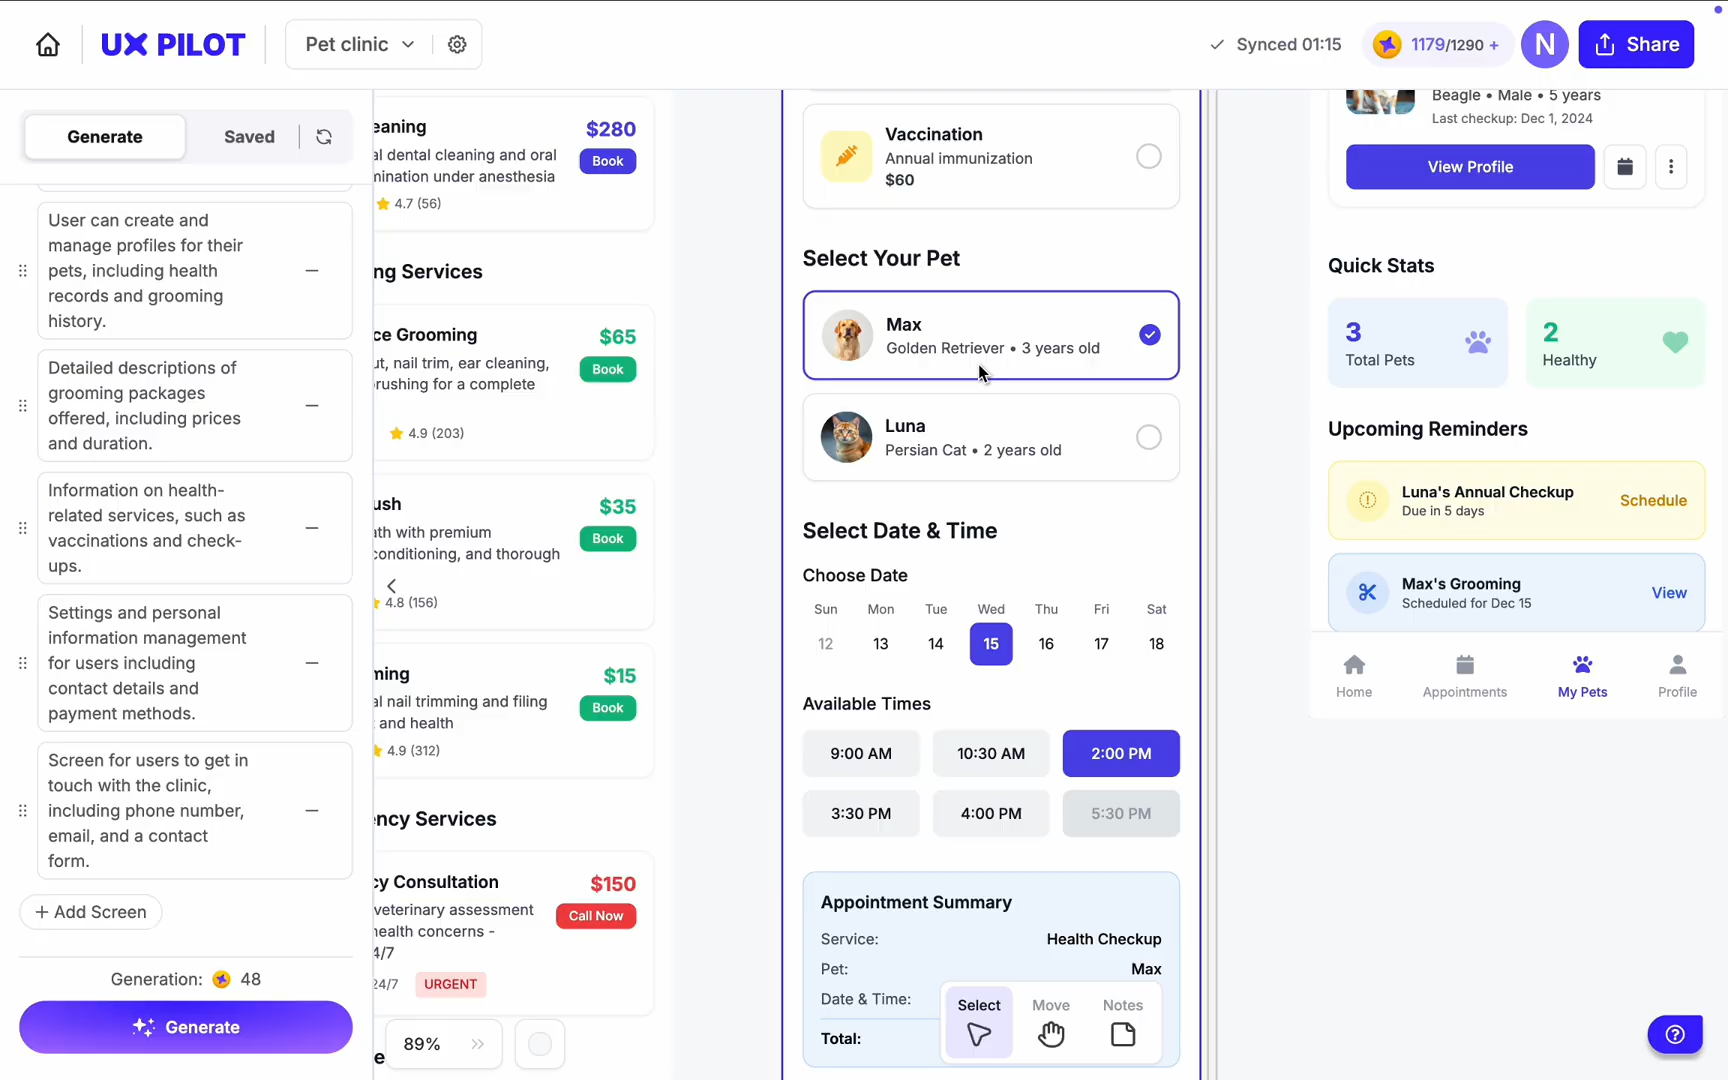 UX PILOT
Pet clinic
Synced 01:15
1179/1290 +
N
Share
Generate
Saved
User can create and
manage profiles for their
pets, including health
records and grooming
history.
Detailed descriptions of
grooming packages
offered, including prices
and duration.
Information on health-
related services, such as
vaccinations and check-
ups.
Settings and personal
information management
for users including
contact details and
payment methods.
Screen for users to get in
touch with the clinic,
including phone number,
email, and a contact
form.
+ Add Screen
Generation: 48
Generate
eaning
$280
al dental cleaning and oral
mination under anesthesia
Book
4.7 (56)
ng Services
ce Grooming
$65
ut, nail trim, ear cleaning,
brushing for a complete
Book
4.9 (203)
ush
$35
ath with premium
conditioning, and thorough
Book
4.8 (156)
ming
$15
al nail trimming and filing
t and health
Book
4.9 (312)
ency Services
cy Consultation
$150
veterinary assessment
health concerns -
4/7
Call Now
24/7
URGENT
89%
e
Vaccination
Annual immunization
$60
Select Your Pet
Max
Golden Retriever • 3 years old
Luna
Persian Cat • 2 years old
Select Date & Time
Choose Date
Sun Mon Tue Wed Thu Fri Sat
12 13 14 15 16 17 18
Available Times
9:00 AM 10:30 AM 2:00 PM
3:30 PM 4:00 PM 5:30 PM
Appointment Summary
Service: Health Checkup
Pet: Max
Date & Time:
Total:
Select Move Notes
Beagle • Male • 5 years
Last checkup: Dec 1, 2024
View Profile
Quick Stats
3
Total Pets
2
Healthy
Upcoming Reminders
Luna's Annual Checkup
Due in 5 days
Schedule
Max's Grooming
Scheduled for Dec 15
View
Home Appointments My Pets Profile